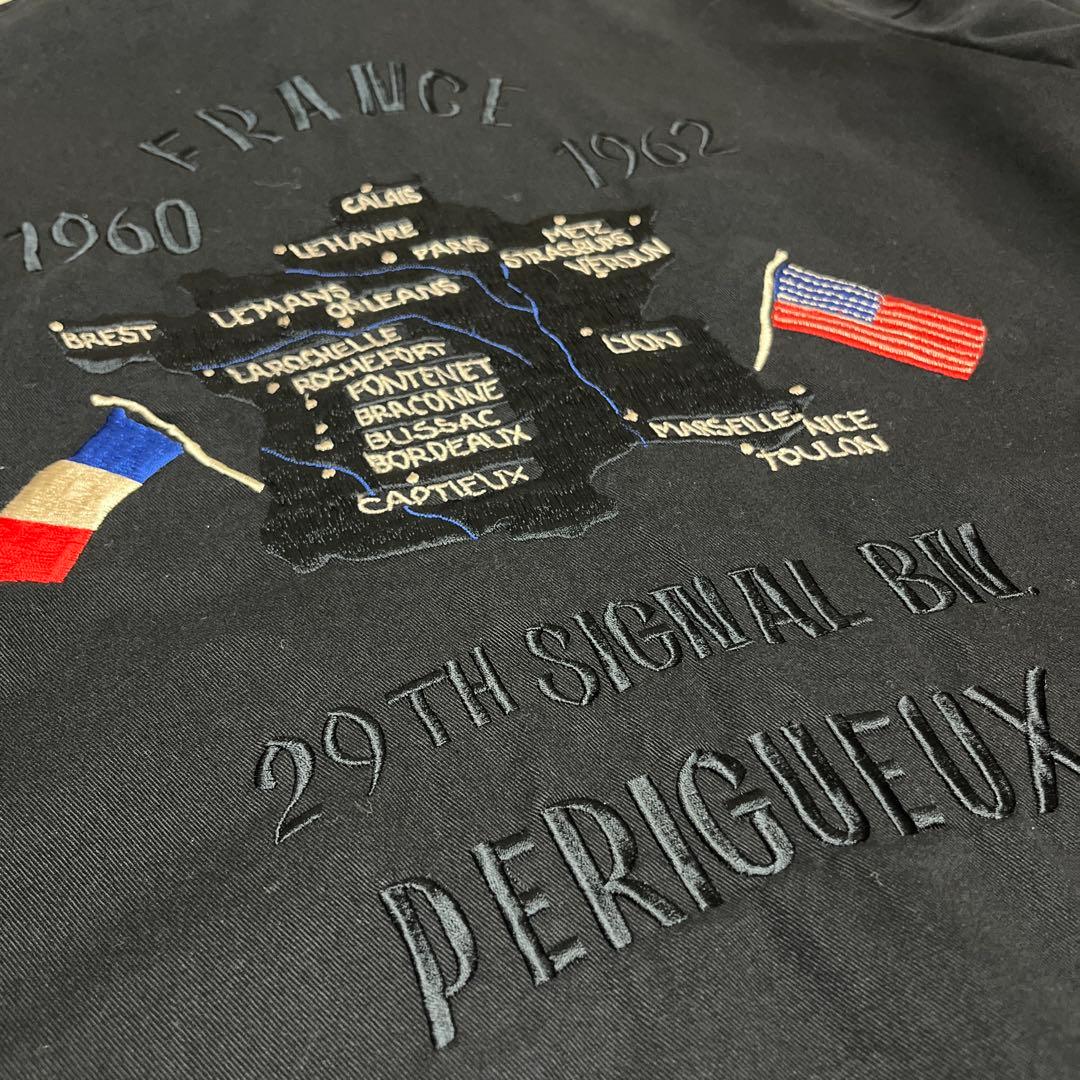 FRANCE
1960
1962
CALAIS
LEHAVRE
PARIS
METZ
STRASSURG
VERDUN
LEMANS
ORLEANS
BREST
LAROCHELLE
ROCHEFORT
FONTENET
BRACONNE
BUSSAC
BORDEAUX
CAPTIEUX
LYON
MARSEILLE
NICE
TOULON
29TH SIGNAL BN.
PERIGUEUX